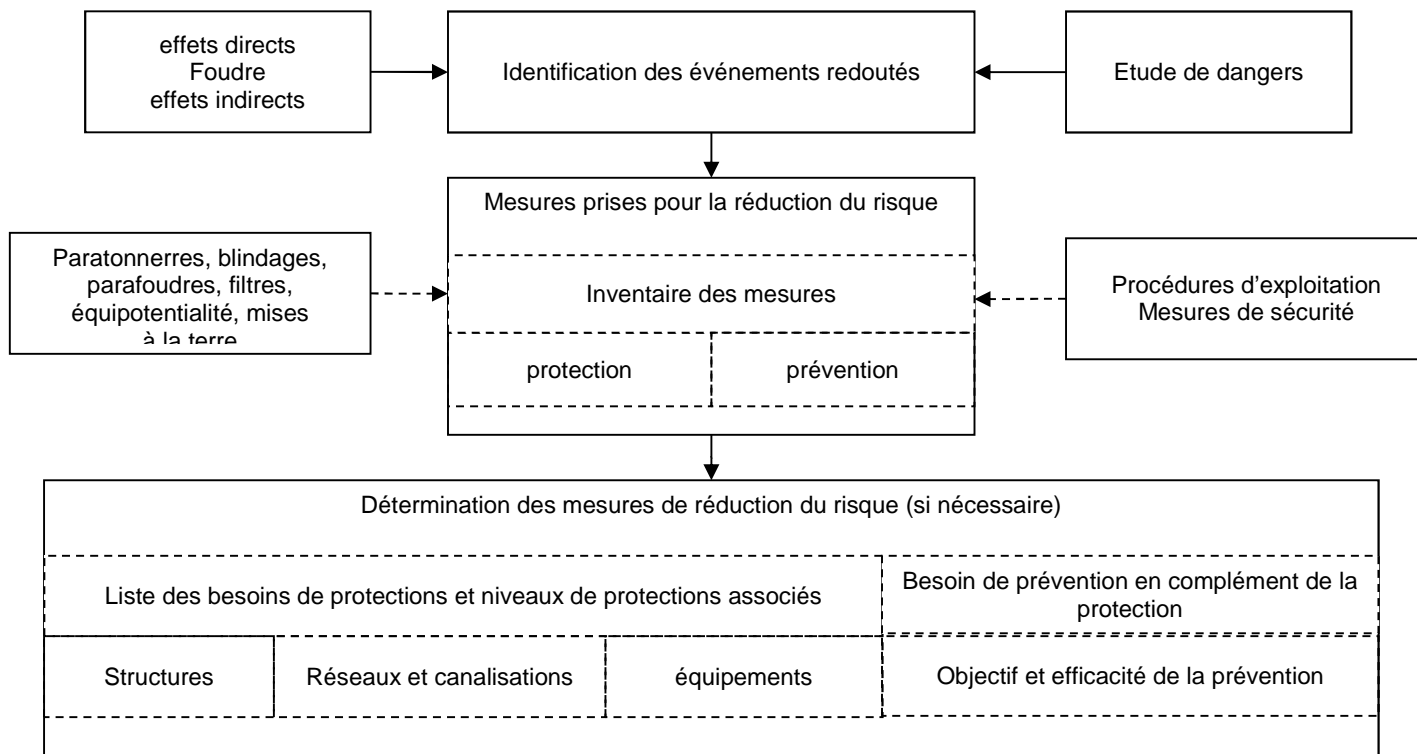 effets directs
Foudre
effets indirects
Identification des événements redoutés
Etude de dangers
Mesures prises pour la réduction du risque
Paratonnerres, blindages,
parafoudres, filtres,
équipotentialité, mises
à la terre
Inventaire des mesures
Procédures d’exploitation
Mesures de sécurité
protection
prévention
Détermination des mesures de réduction du risque (si nécessaire)
Liste des besoins de protections et niveaux de protections associés
Besoin de prévention en complément de la
protection
Structures
Réseaux et canalisations
équipements
Objectif et efficacité de la prévention